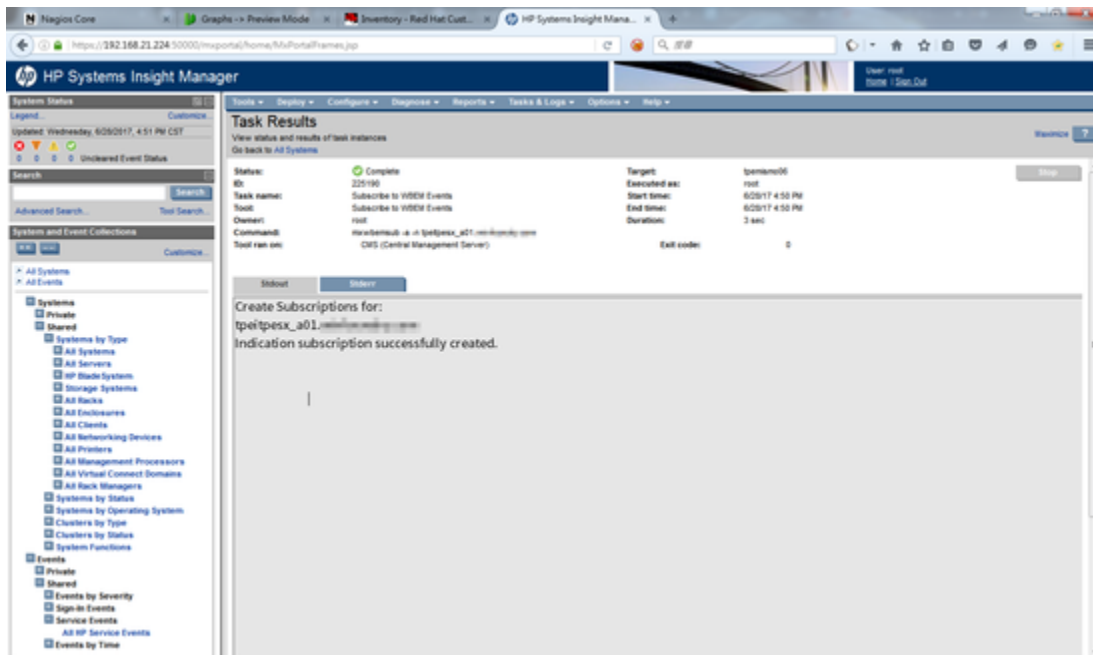 Nagios Core
Graphs -> Preview Mode
Inventory - Red Hat Cust...
HP Systems Insight Mana...
https://192.168.21.224:50000/mxportal/home/MxPortalFrames.jsp
HP Systems Insight Manager
User: root
Home | Sign Out
System Status
Legend...
Customize...
Updated: Wednesday, 6/28/2017, 4:51 PM CST
0 0 0 0 Uncleared Event Status
Search
Search
Advanced Search...
Tool Search...
System and Event Collections
Customize...
All Systems
All Events
Systems
Private
Shared
Systems by Type
All Systems
All Servers
HP BladeSystem
Storage Systems
All Racks
All Enclosures
All Clients
All Networking Devices
All Printers
All Management Processors
All Virtual Connect Domains
All Rack Managers
Systems by Status
Systems by Operating System
Clusters by Type
Clusters by Status
System Functions
Events
Private
Shared
Events by Severity
Sign-In Events
Service Events
All HP Service Events
Events by Time
Tools Deploy Configure Diagnose Reports Tasks & Logs Options Help
Task Results
View status and results of task instances
Go back to All Systems
Maximize ?
Status: Complete
ID: 225190
Task name: Subscribe to WBEM Events
Tool: Subscribe to WBEM Events
Owner: root
Command: mxwbemsub -a -n tpeitpesx_a01.
Tool ran on: CMS (Central Management Server)
Target:
Executed as: root
Start time: 6/28/17 4:50 PM
End time: 6/28/17 4:50 PM
Duration: 3 sec
Exit code: 0
Stop
Stdout
Stderr
Create Subscriptions for:
tpeitpesx_a01.
Indication subscription successfully created.